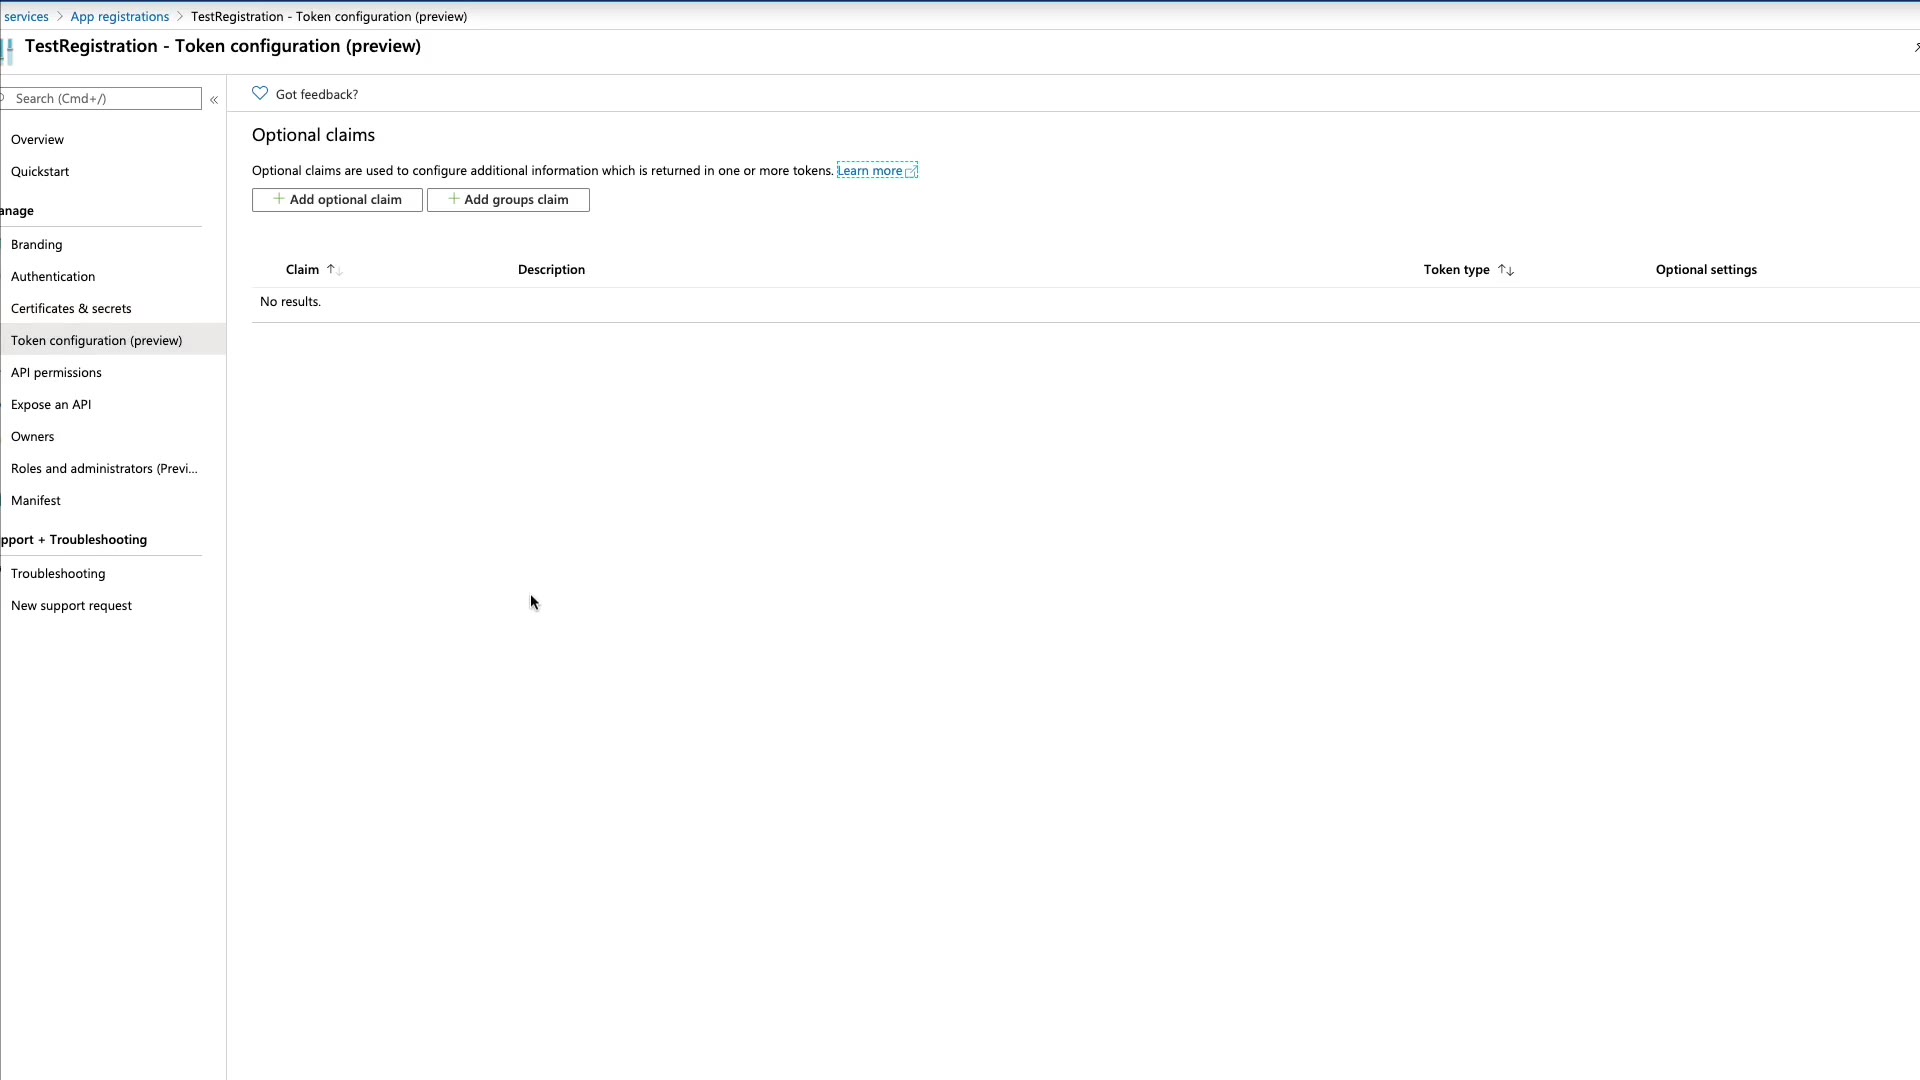 services > App registrations > TestRegistration - Token configuration (preview)
TestRegistration - Token configuration (preview)
Search (Cmd+/)
«
Got feedback?
Overview
Quickstart
anage
Branding
Authentication
Certificates & secrets
Token configuration (preview)
API permissions
Expose an API
Owners
Roles and administrators (Previ...
Manifest
pport + Troubleshooting
Troubleshooting
New support request
Optional claims
Optional claims are used to configure additional information which is returned in one or more tokens. Learn more
+ Add optional claim
+ Add groups claim
Claim ↑↓ Description Token type ↑↓ Optional settings
No results.